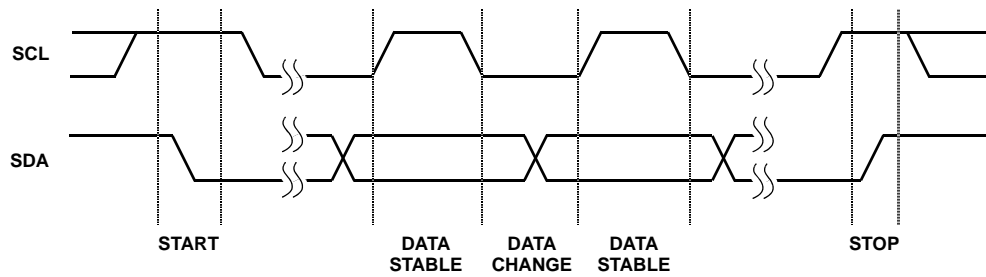 SCL
SDA
START
DATA
STABLE
DATA
CHANGE
DATA
STABLE
STOP